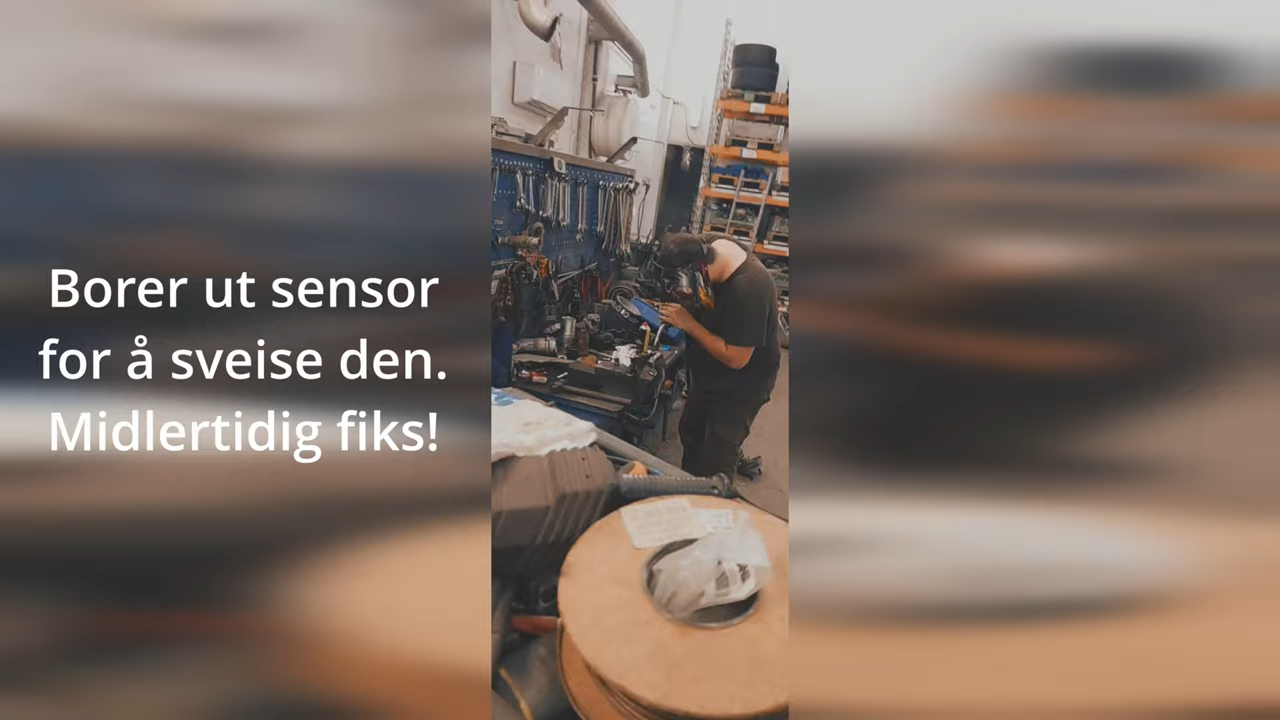 Borer ut sensor
for å sveise den.
Midlertidig fiks!